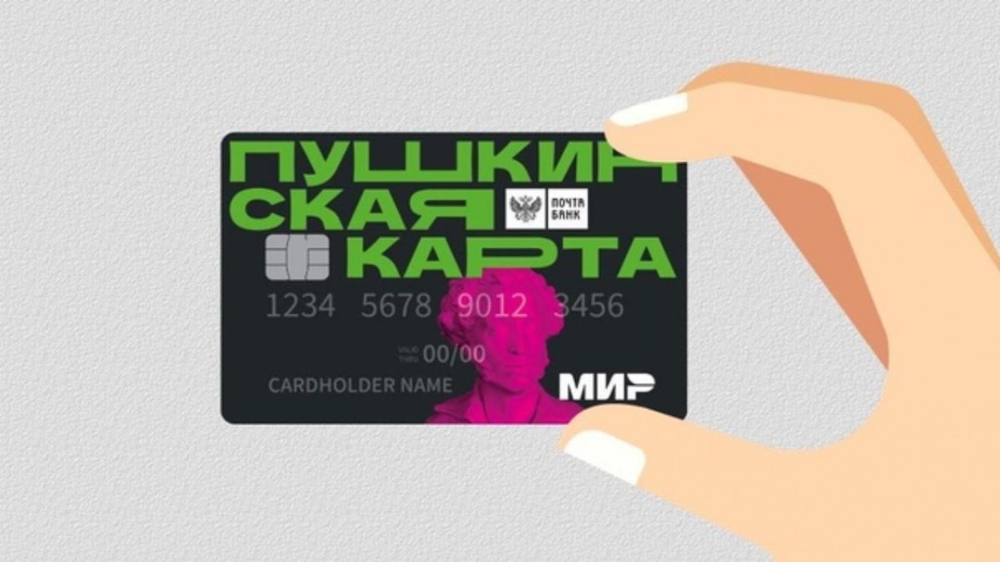 ПУШКИН
СКАЯ
ПОЧТА
БАНК
КАРТА
1234 5678 9012 3456
VALID
THRU 00/00
CARDHOLDER NAME
МИР